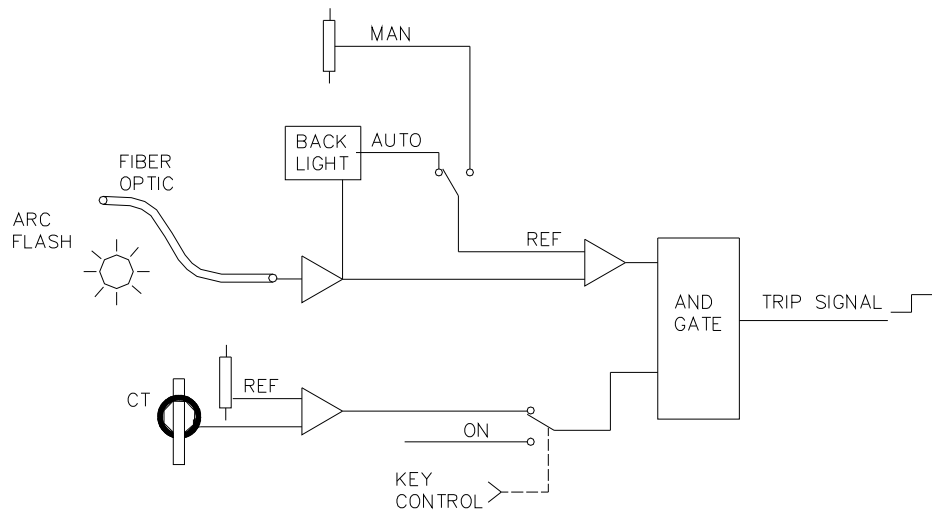 MAN
BACK
LIGHT
AUTO
FIBER
OPTIC
ARC
FLASH
REF
AND
GATE
TRIP SIGNAL
REF
CT
ON
KEY
CONTROL